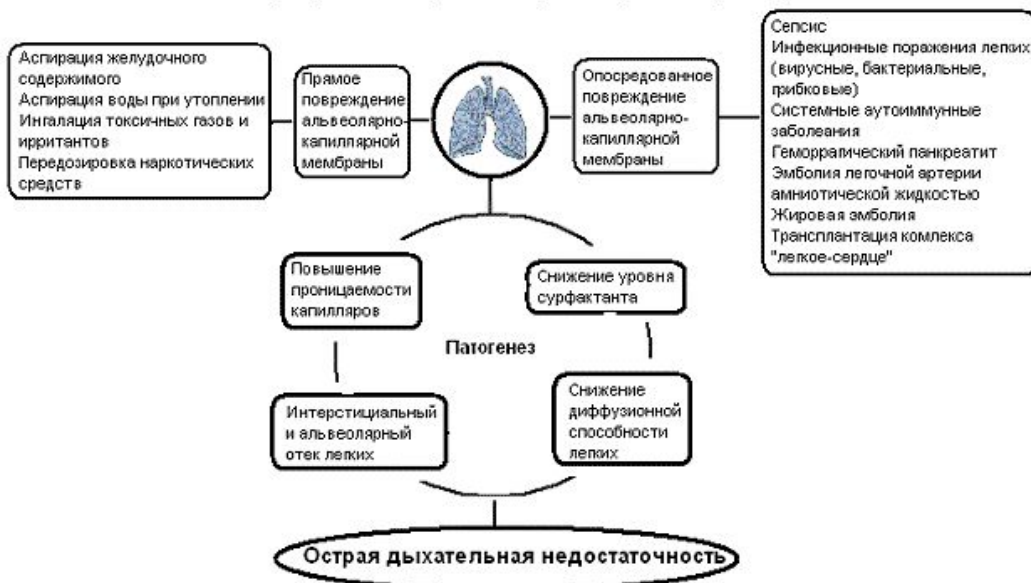 Аспирация желудочного
содержимого
Аспирация воды при утоплении
Ингаляция токсичных газов и
ирритантов
Передозировка наркотических
средств
Прямое
повреждение
альвеолярно-
капиллярной
мембраны
Опосредованное
повреждение
альвеолярно-
капиллярной
мембраны
Сепсис
Инфекционные поражения легких
(вирусные, бактериальные,
грибковые)
Системные аутоиммунные
заболевания
Геморрагический панкреатит
Эмболия легочной артерии
амниотической жидкостью
Жировая эмболия
Трансплантация комлекса
"легкое-сердце"
Повышение
проницаемости
капилляров
Снижение уровня
сурфактанта
Патогенез
Интерстициальный
и альвеолярный
отек легких
Снижение
диффузионной
способности
легких
Острая дыхательная недостаточность